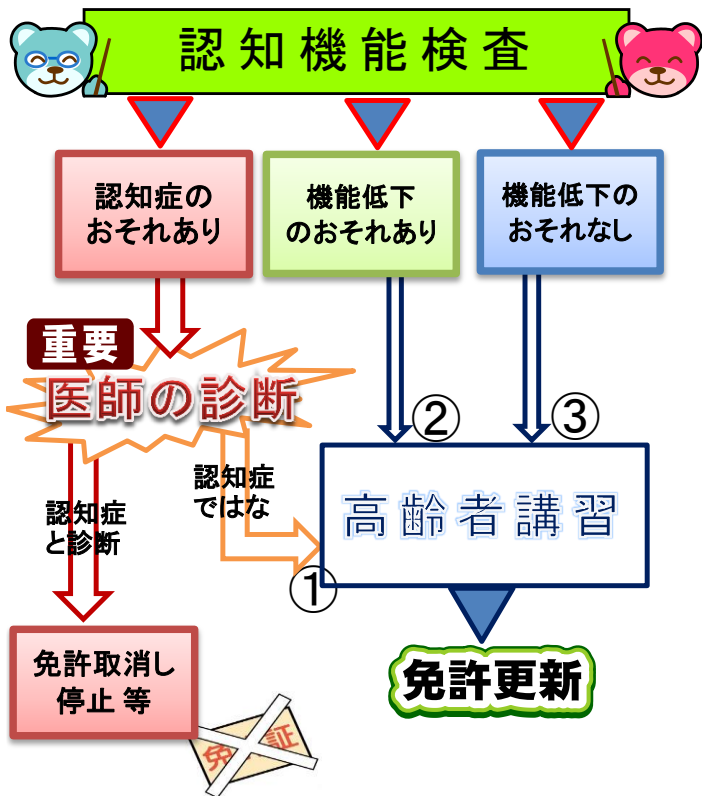 認知機能検査
認知症の
おそれあり
機能低下
のおそれあり
機能低下の
おそれなし
重要
医師の診断
②
③
認知症
ではな
認知症
と診断
高齢者講習
①
免許取消し
停止 等
免許更新
免許証